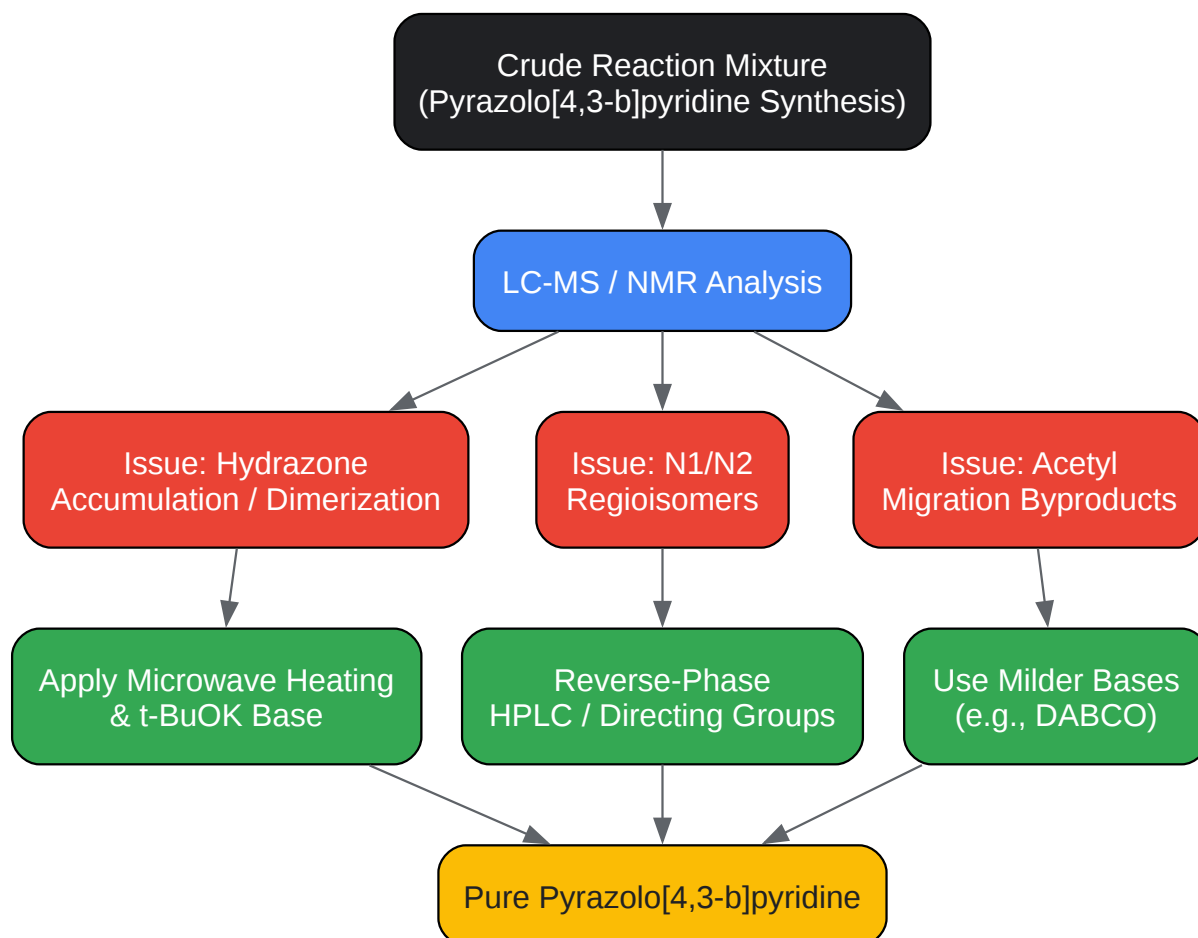 Crude Reaction Mixture
(Pyrazolo[4,3-b]pyridine Synthesis)
LC-MS / NMR Analysis
Issue: Hydrazone
Accumulation / Dimerization
Issue: N1/N2
Regioisomers
Issue: Acetyl
Migration Byproducts
Apply Microwave Heating
& t-BuOK Base
Reverse-Phase
HPLC / Directing Groups
Use Milder Bases
(e.g., DABCO)
Pure Pyrazolo[4,3-b]pyridine